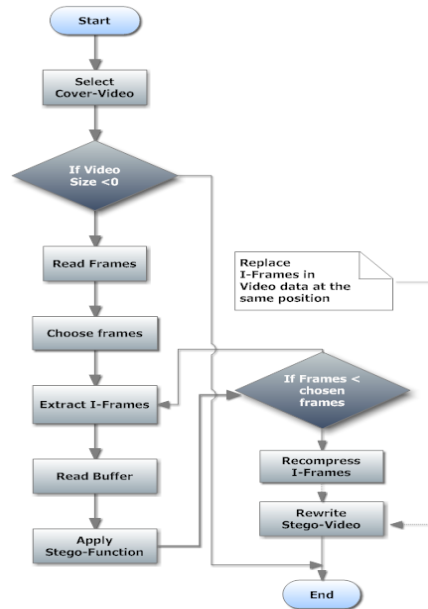 Start
Select
Cover-Video
If Video
Size <0
Read Frames
Replace
I-Frames in
Video data at the
same position
Choose frames
If Frames <
chosen
frames
Extract I-Frames
Recompress
I-Frames
Read Buffer
Rewrite
Stego-Video
Apply
Stego-Function
End